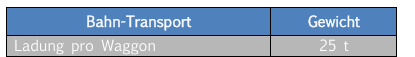 Bahn-Transport Gewicht
Ladung pro Waggon 25 t